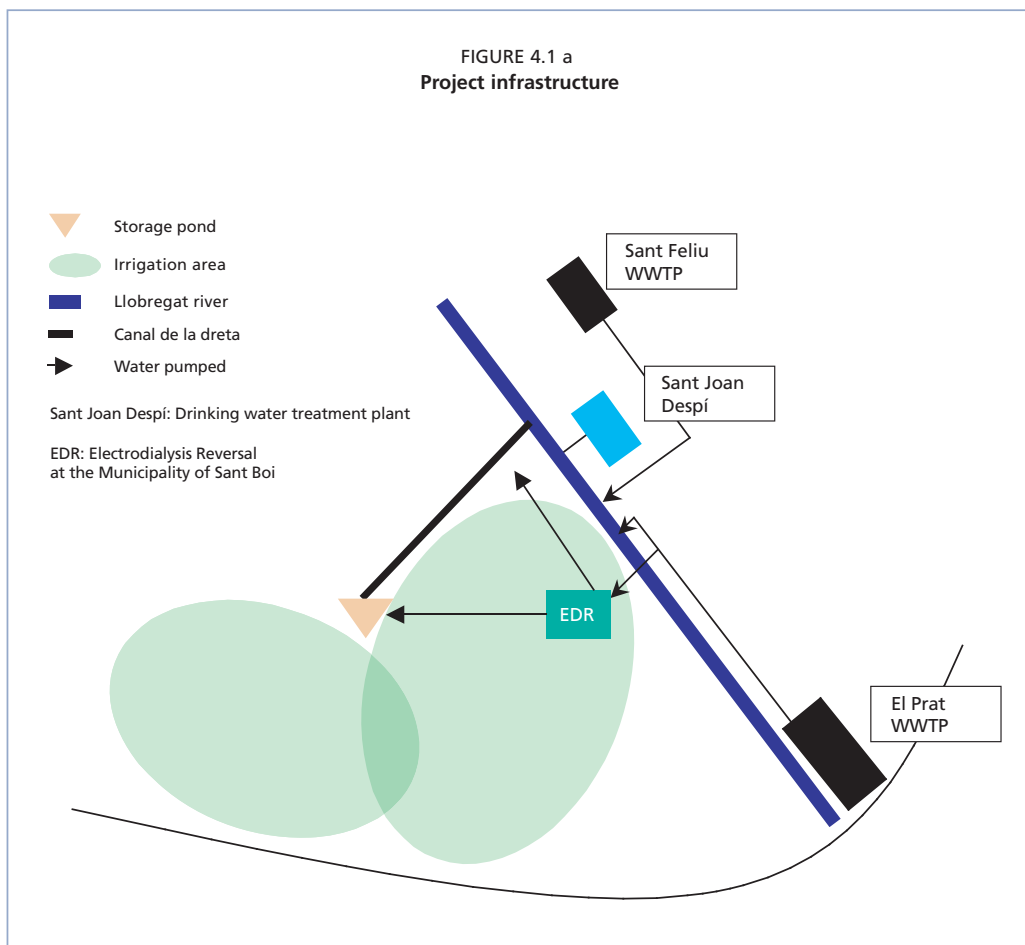 FIGURE 4.1 a
Project infrastructure
Storage pond
Irrigation area
Llobregat river
Canal de la dreta
Water pumped
Sant Joan Despí: Drinking water treatment plant
EDR: Electrodialysis Reversal
at the Municipality of Sant Boi
Sant Feliu
WWTP
Sant Joan
Despí
EDR
El Prat
WWTP